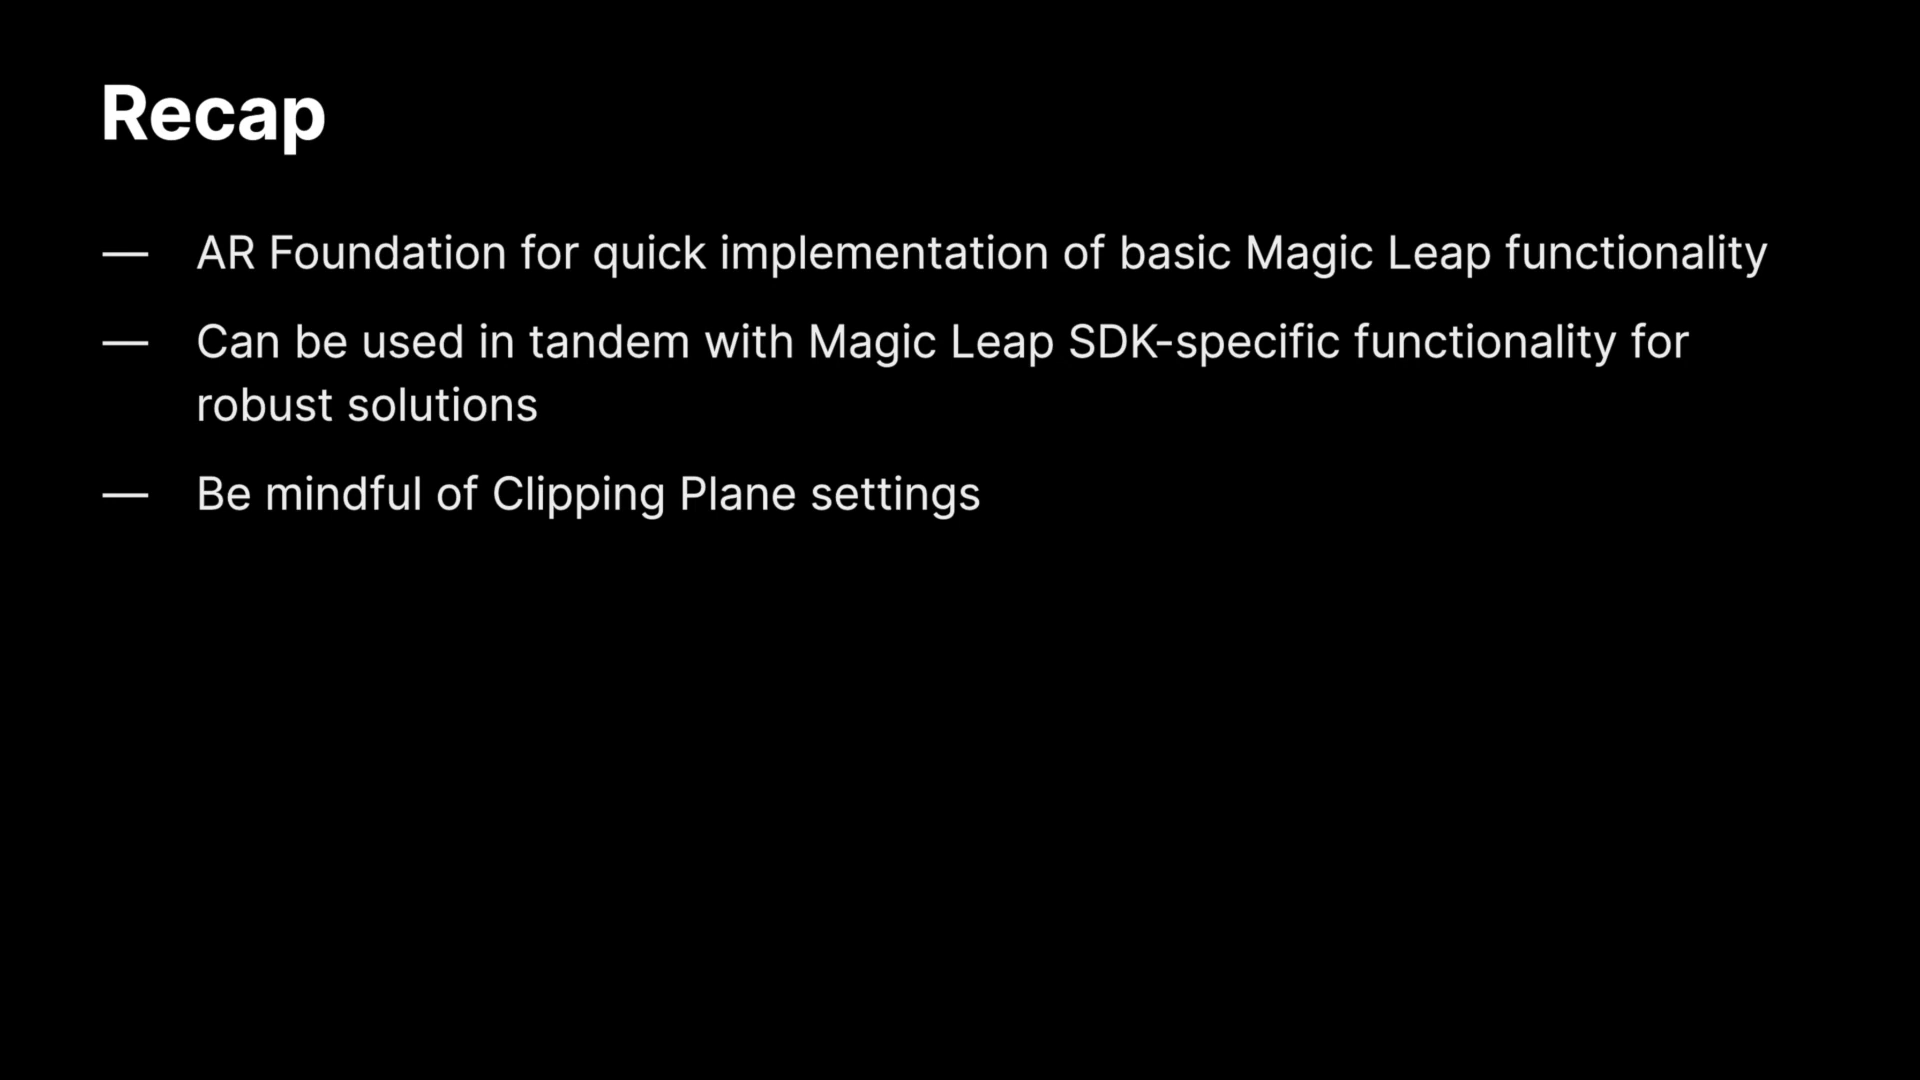 Recap
— AR Foundation for quick implementation of basic Magic Leap functionality
— Can be used in tandem with Magic Leap SDK-specific functionality for
robust solutions
— Be mindful of Clipping Plane settings